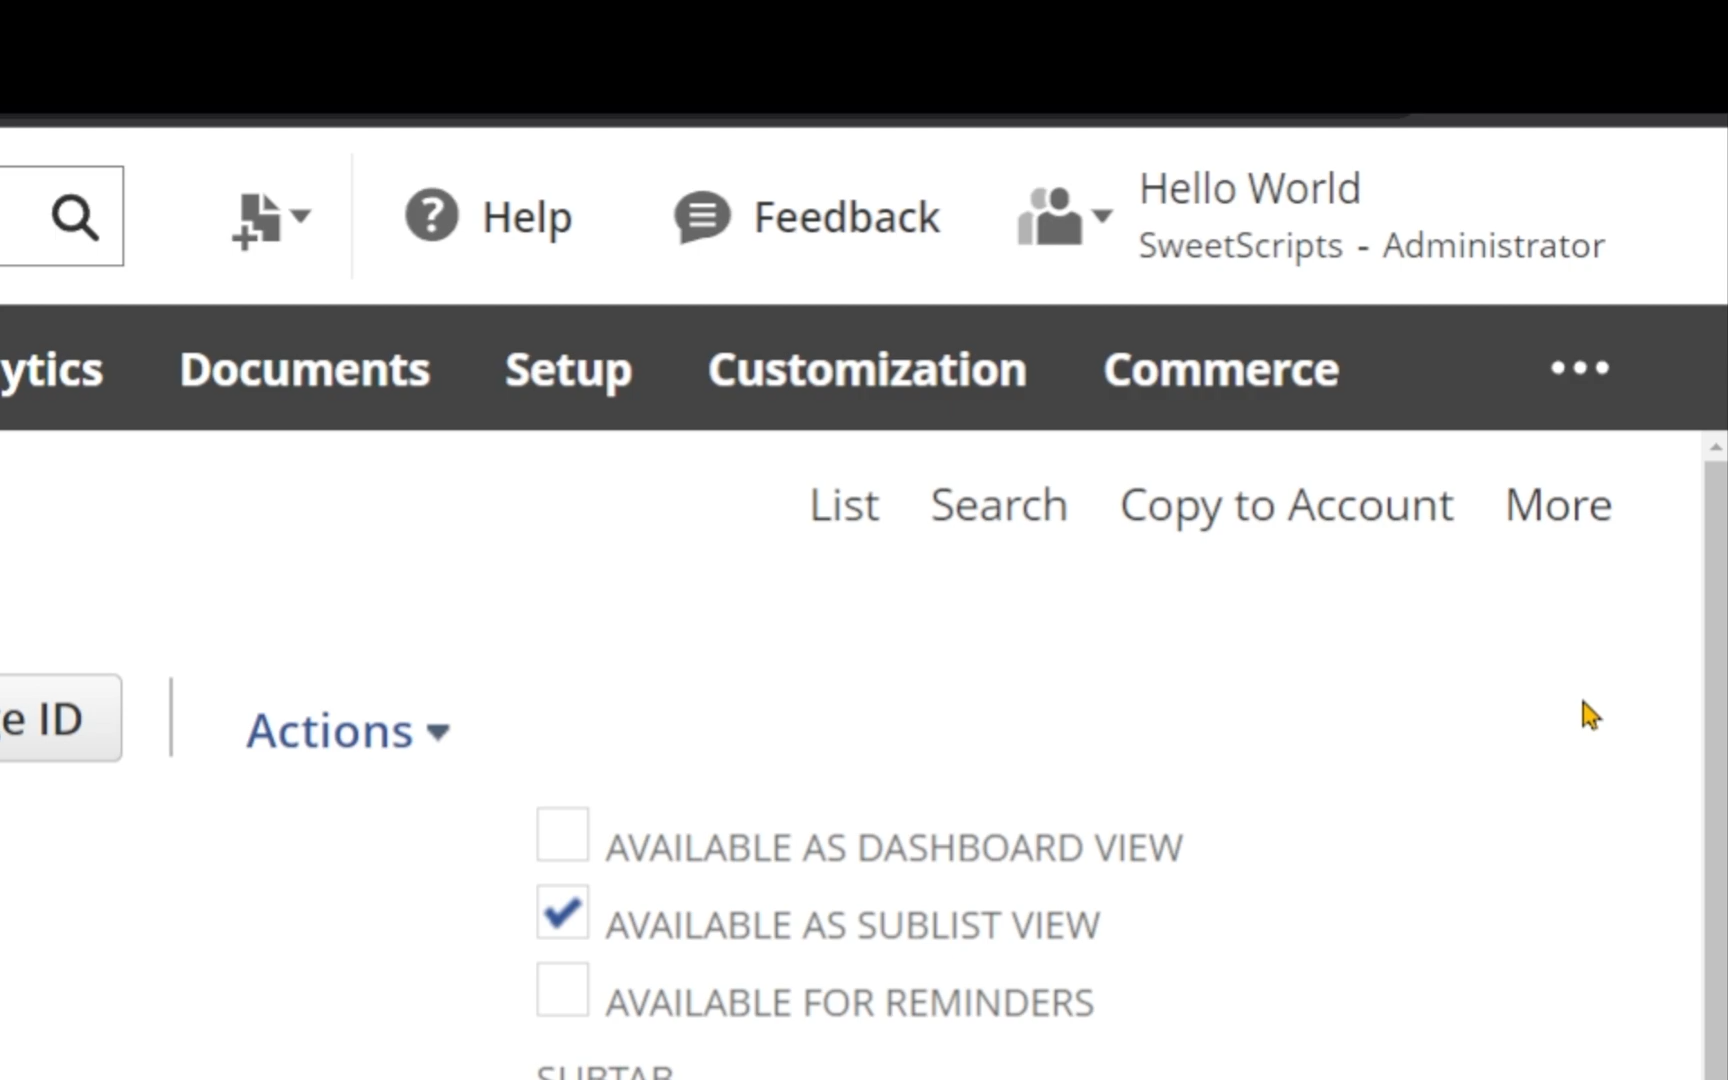 Help
Feedback
Hello World
SweetScripts - Administrator
ytics
Documents
Setup
Customization
Commerce
List
Search
Copy to Account
More
e ID
Actions
AVAILABLE AS DASHBOARD VIEW
AVAILABLE AS SUBLIST VIEW
AVAILABLE FOR REMINDERS
SUBTAB